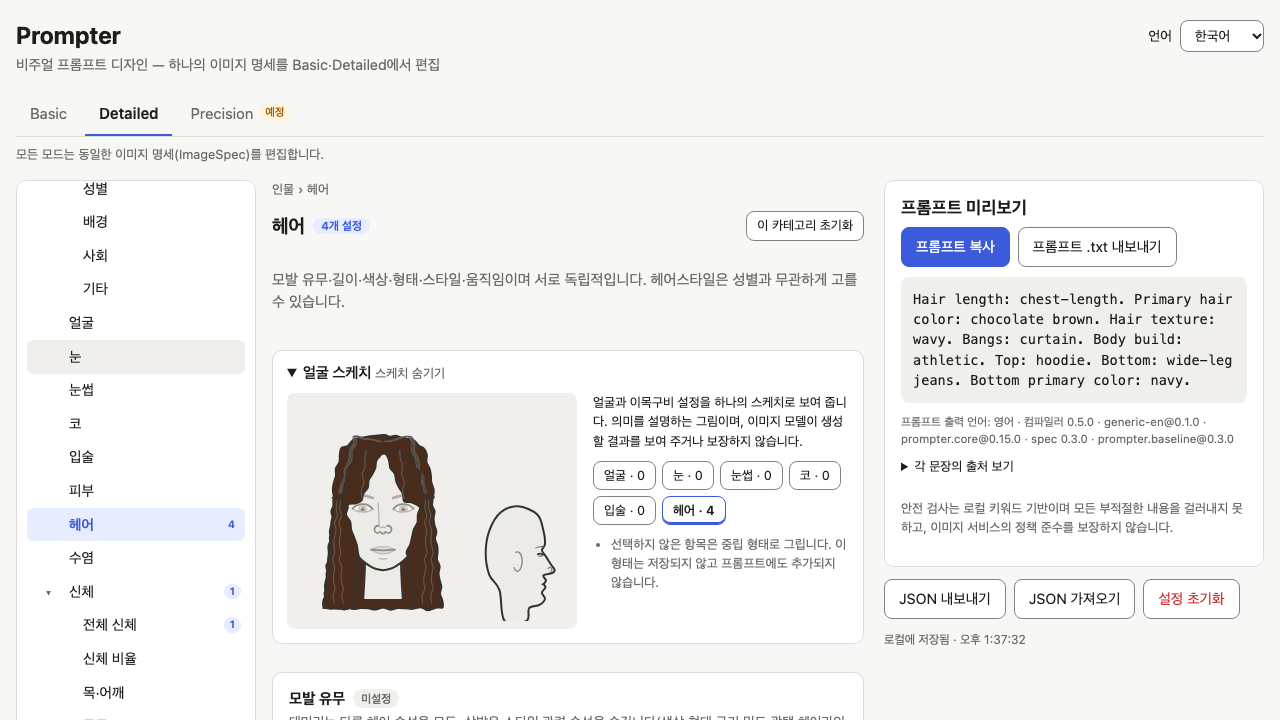 Prompter
언어
한국어
비주얼 프롬프트 디자인 — 하나의 이미지 명세를 Basic·Detailed에서 편집
Basic
Detailed
Precision 예정
모든 모드는 동일한 이미지 명세(ImageSpec)를 편집합니다.
성별
배경
사회
기타
얼굴
눈
눈썹
코
입술
피부
헤어 4
수염
▾ 신체 1
전체 신체 1
신체 비율
목·어깨
인물 › 헤어
헤어 4개 설정
이 카테고리 초기화
모발 유무·길이·색상·형태·스타일·움직임이며 서로 독립적입니다. 헤어스타일은 성별과 무관하게 고를
수 있습니다.
▼ 얼굴 스케치 스케치 숨기기
얼굴과 이목구비 설정을 하나의 스케치로 보여 줍니
다. 의미를 설명하는 그림이며, 이미지 모델이 생성
할 결과를 보여 주거나 보장하지 않습니다.
얼굴 · 0
눈 · 0
눈썹 · 0
코 · 0
입술 · 0
헤어 · 4
• 선택하지 않은 항목은 중립 형태로 그립니다. 이
형태는 저장되지 않고 프롬프트에도 추가되지
않습니다.
모발 유무 미설정
프롬프트 미리보기
프롬프트 복사
프롬프트 .txt 내보내기
Hair length: chest-length. Primary hair
color: chocolate brown. Hair texture:
wavy. Bangs: curtain. Body build:
athletic. Top: hoodie. Bottom: wide-leg
jeans. Bottom primary color: navy.
프롬프트 출력 언어: 영어 · 컴파일러 0.5.0 · generic-en@0.1.0 ·
prompter.core@0.15.0 · spec 0.3.0 · prompter.baseline@0.3.0
▶ 각 문장의 출처 보기
안전 검사는 로컬 키워드 기반이며 모든 부적절한 내용을 걸러내지 못
하고, 이미지 서비스의 정책 준수를 보장하지 않습니다.
JSON 내보내기
JSON 가져오기
설정 초기화
로컬에 저장됨 · 오후 1:37:32